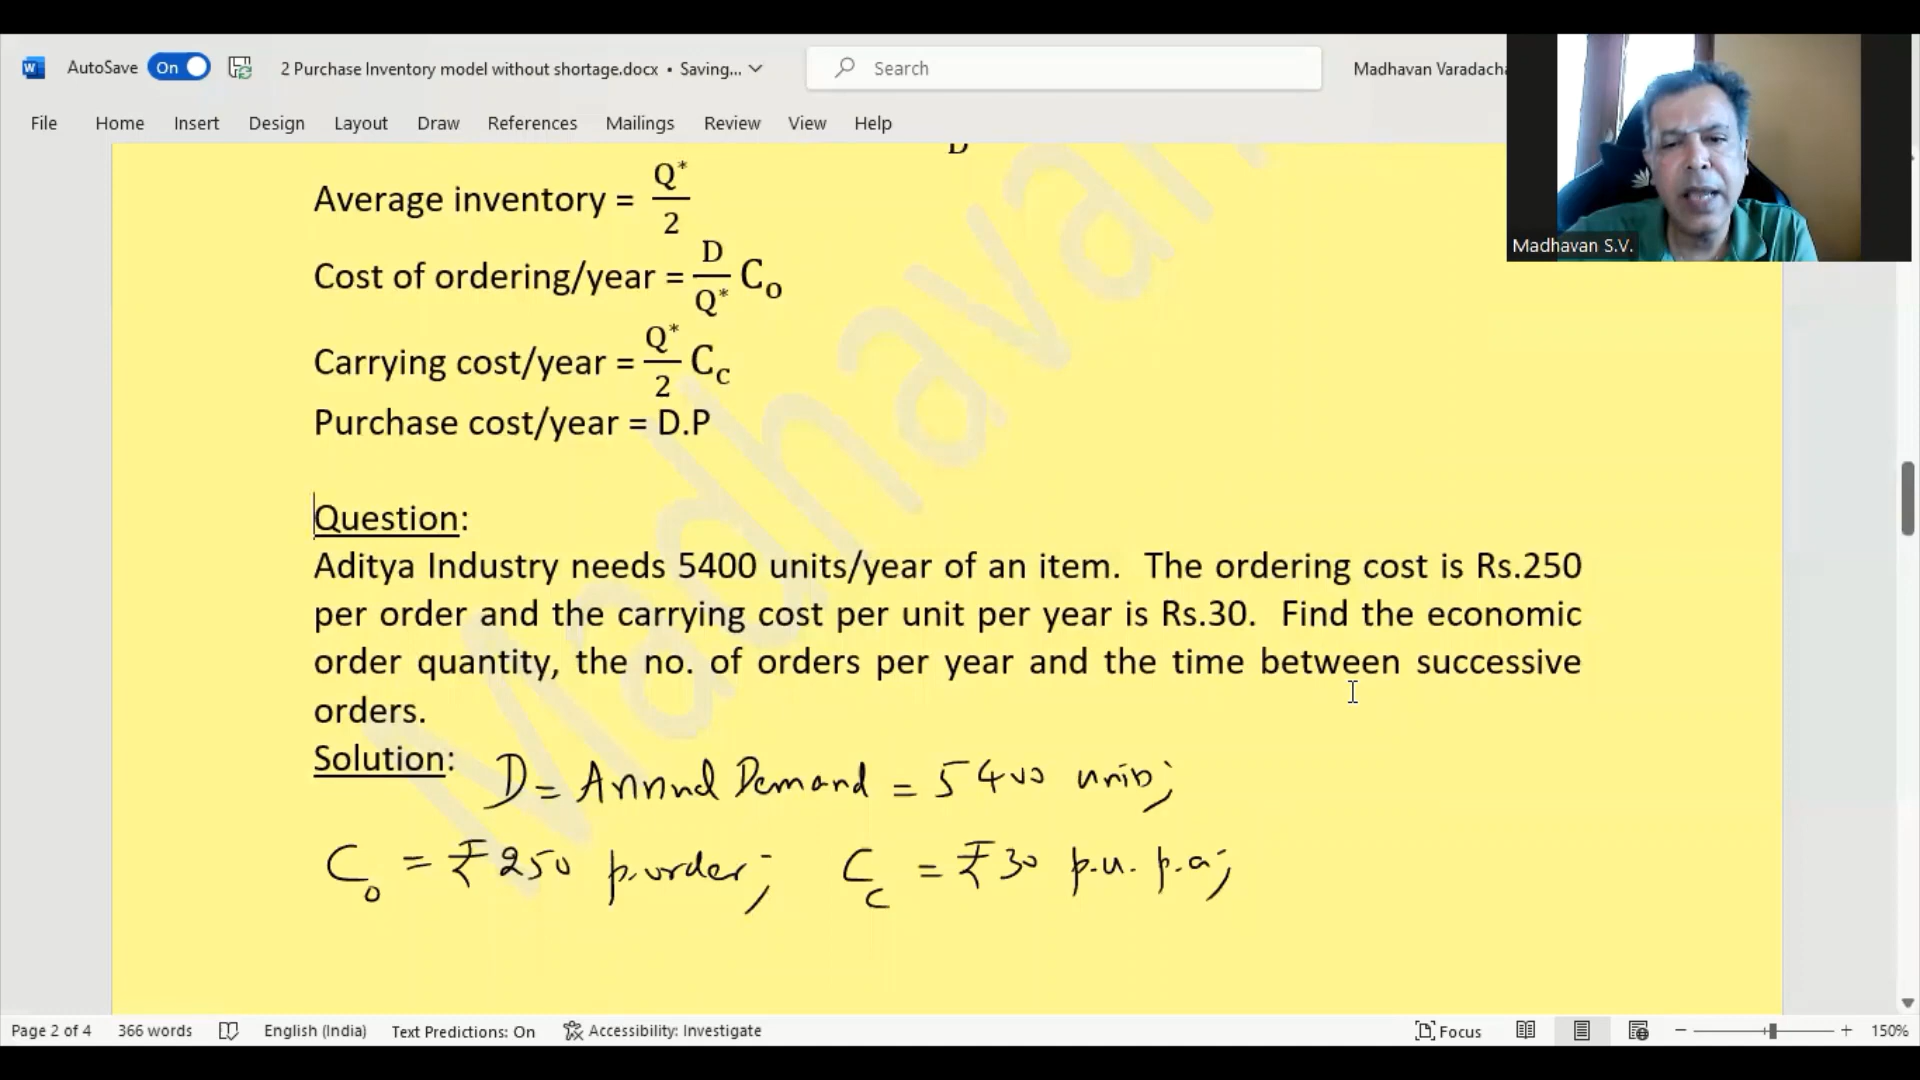 AutoSave On 2 Purchase Inventory model without shortage.docx • Saving... Search Madhavan Varadacha
File Home Insert Design Layout Draw References Mailings Review View Help
Madhavan S.V.
D
Average inventory = Q*/2
Cost of ordering/year = D/Q* Co
Carrying cost/year = Q*/2 Cc
Purchase cost/year = D.P
Question:
Aditya Industry needs 5400 units/year of an item. The ordering cost is Rs.250
per order and the carrying cost per unit per year is Rs.30. Find the economic
order quantity, the no. of orders per year and the time between successive
orders.
Solution: D = Annual Demand = 5400 units;
Co = ₹250 p.order; Cc = ₹30 p.u. p.a;
Madhavan
Page 2 of 4 366 words English (India) Text Predictions: On Accessibility: Investigate Focus 150%